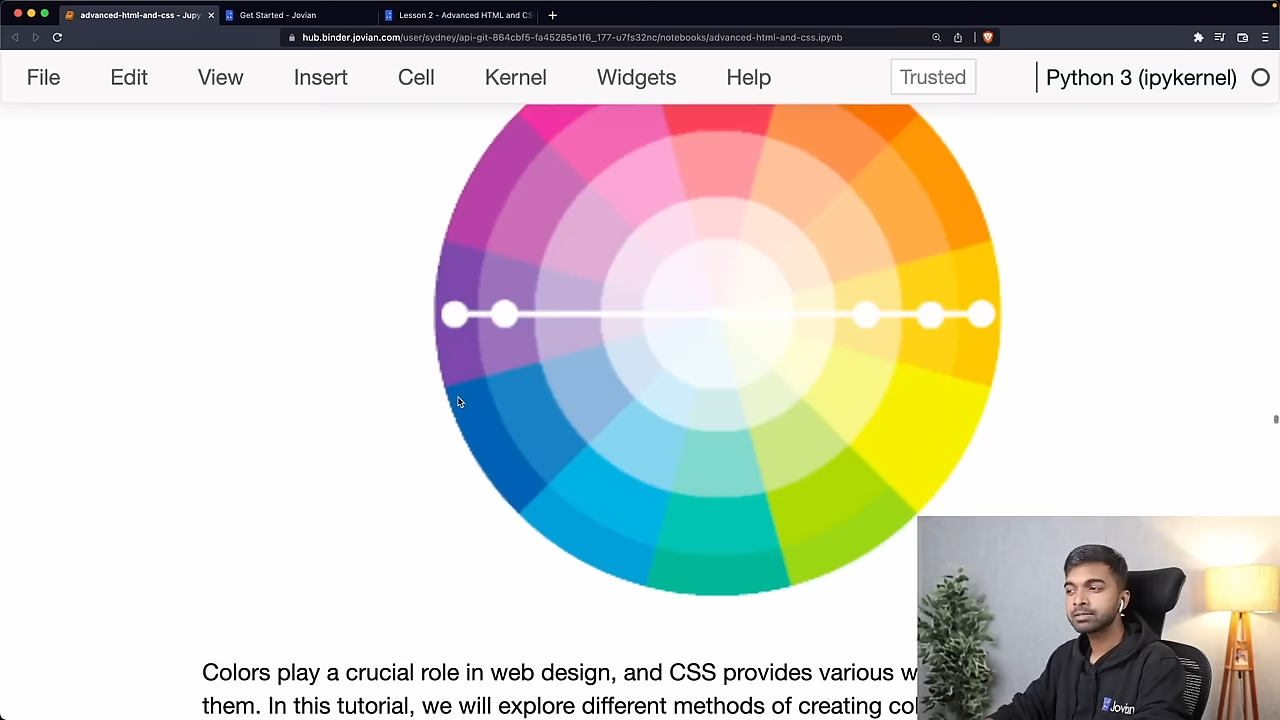 advanced-html-and-css - Jupy
Get Started - Jovian
Lesson 2 - Advanced HTML and CS
hub.binder.jovian.com/user/sydney/api-git-864cbf5-fa45285e1f6_177-u7fs32nc/notebooks/advanced-html-and-css.ipynb
File Edit View Insert Cell Kernel Widgets Help Trusted Python 3 (ipykernel)
Colors play a crucial role in web design, and CSS provides various w
them. In this tutorial, we will explore different methods of creating col
Jovian